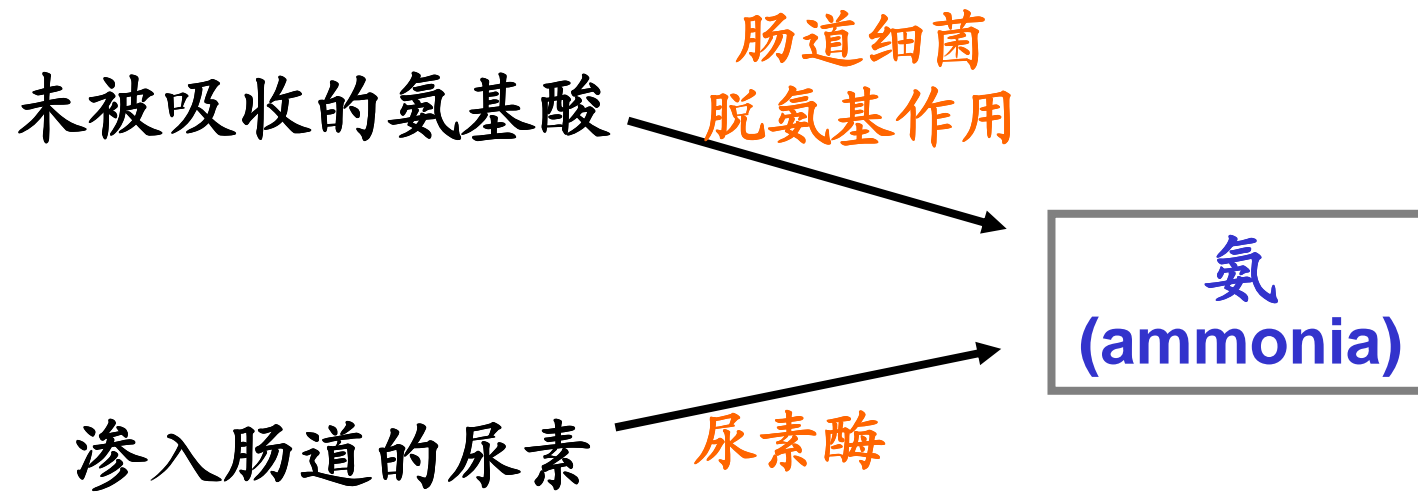 肠道细菌
脱氨基作用
未被吸收的氨基酸
氨
(ammonia)
渗入肠道的尿素
尿素酶